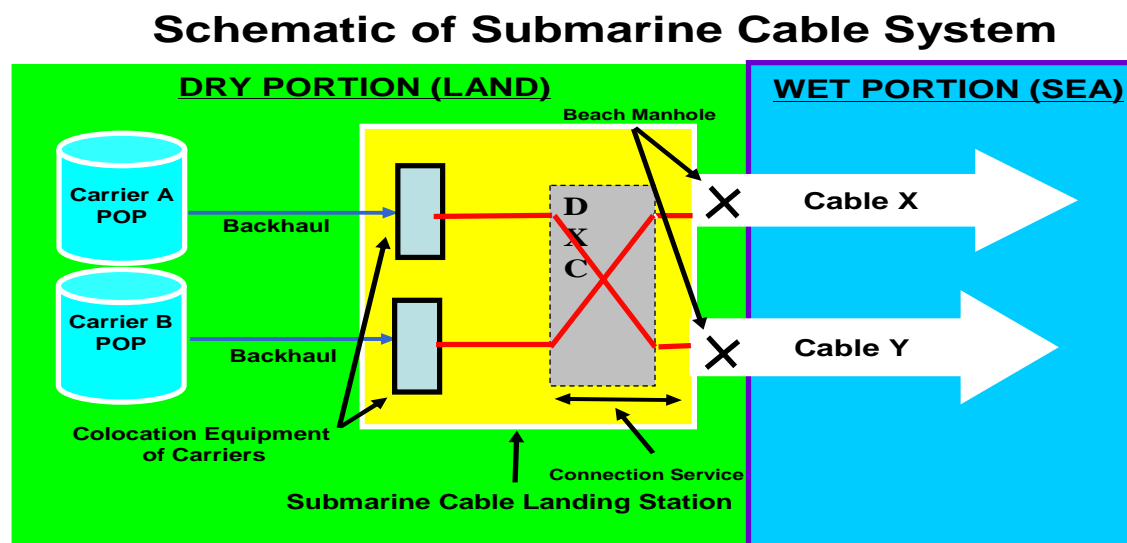 Schematic of Submarine Cable System
DRY PORTION (LAND)
WET PORTION (SEA)
Beach Manhole
Carrier A
POP
Backhaul
D
X
C
Cable X
Carrier B
POP
Backhaul
Cable Y
Colocation Equipment
of Carriers
Connection Service
Submarine Cable Landing Station